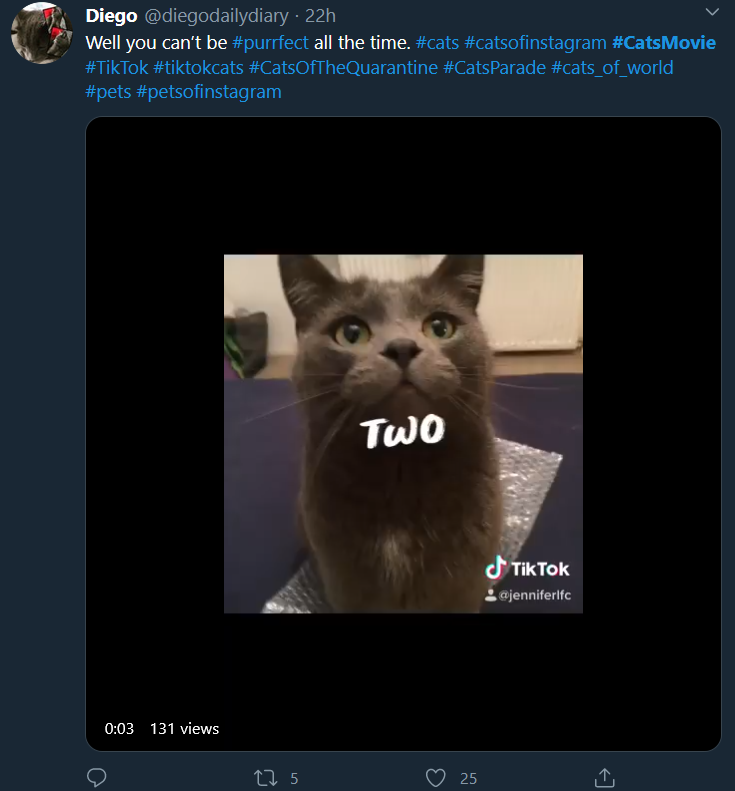 Diego @diegodailydiary · 22h
Well you can’t be #purrfect all the time. #cats #catsofinstagram #CatsMovie
#TikTok #tiktokcats #CatsOfTheQuarantine #CatsParade #cats_of_world
#pets #petsofinstagram
TWO
TikTok
@jenniferlfc
0:03 131 views
5 25